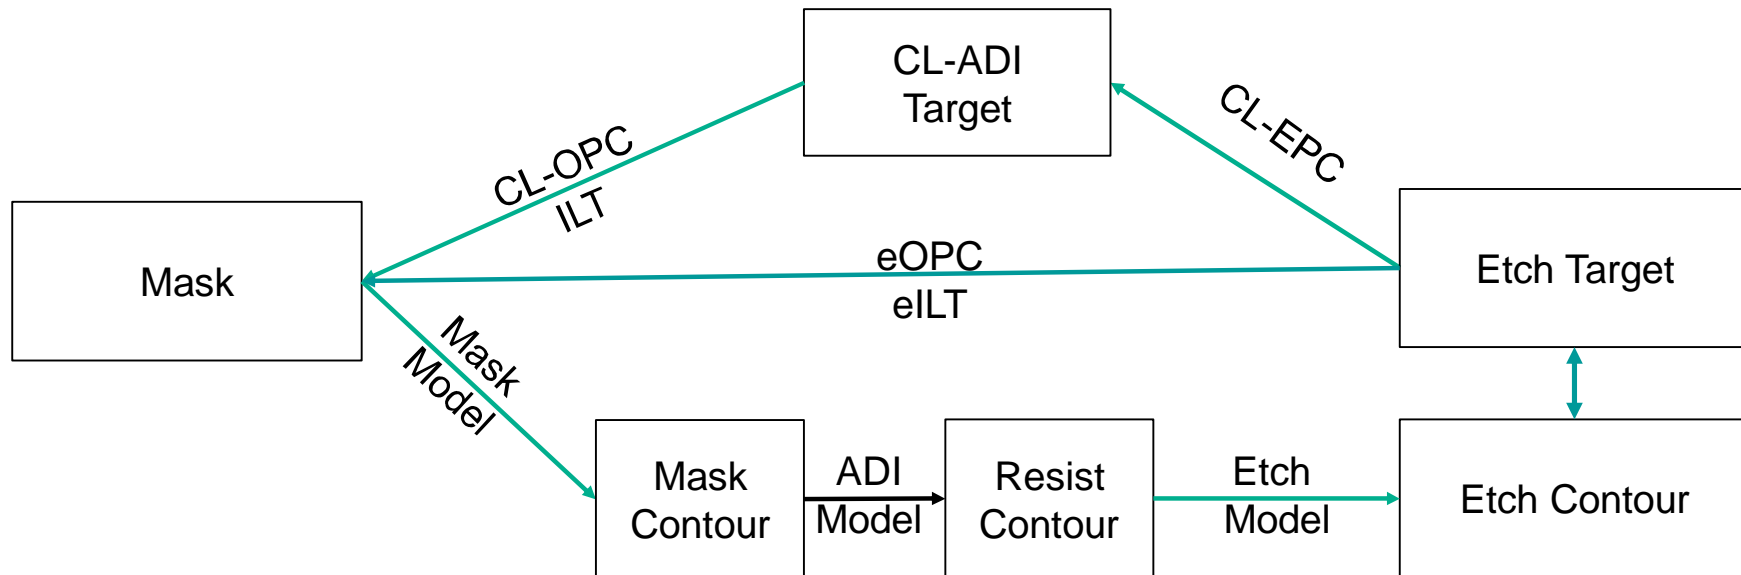 CL-ADI
Target
CL-EPC
CL-OPC
ILT
Mask
eOPC
eILT
Etch Target
Mask
Model
Mask
Contour
ADI
Model
Resist
Contour
Etch
Model
Etch Contour